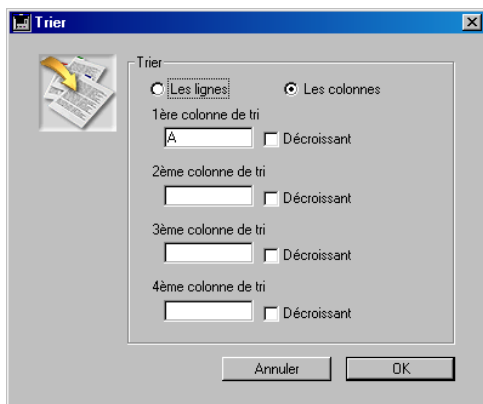 Trier
Trier
Les lignes Les colonnes
1ère colonne de tri
A Décroissant
2ème colonne de tri
Décroissant
3ème colonne de tri
Décroissant
4ème colonne de tri
Décroissant
Annuler OK